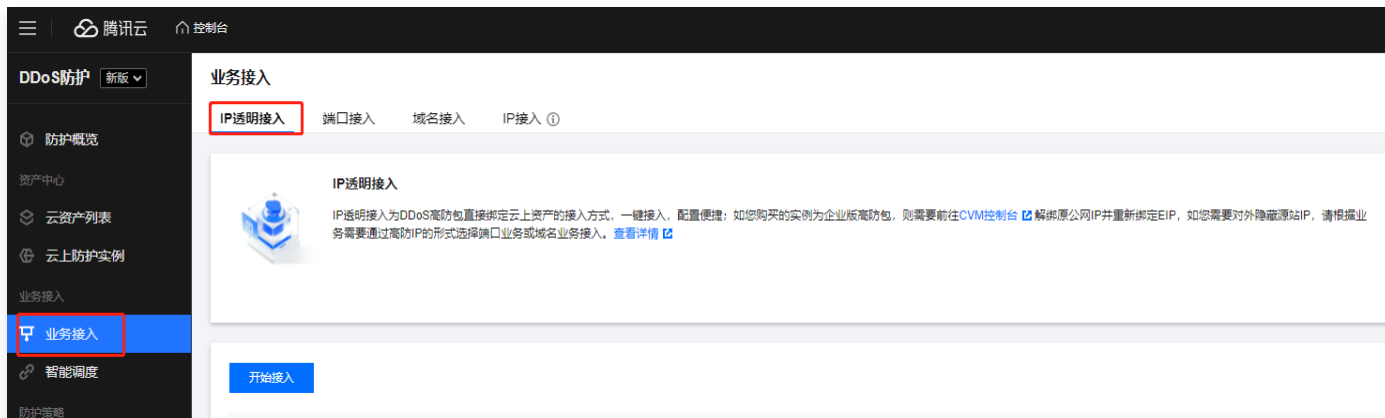 腾讯云
控制台
DDoS防护 新版
防护概览
资产中心
云资产列表
云上防护实例
业务接入
业务接入
智能调度
防护策略
业务接入
IP透明接入 端口接入 域名接入 IP接入
IP透明接入
IP透明接入为DDoS高防包直接绑定云上资产的接入方式，一键接入，配置便捷；如您购买的实例为企业版高防包，则需要前往CVM控制台 解绑原公网IP并重新绑定EIP，如您需要对外隐藏源站IP，请根据业
务需要通过高防IP的形式选择端口业务或域名业务接入。查看详情
开始接入